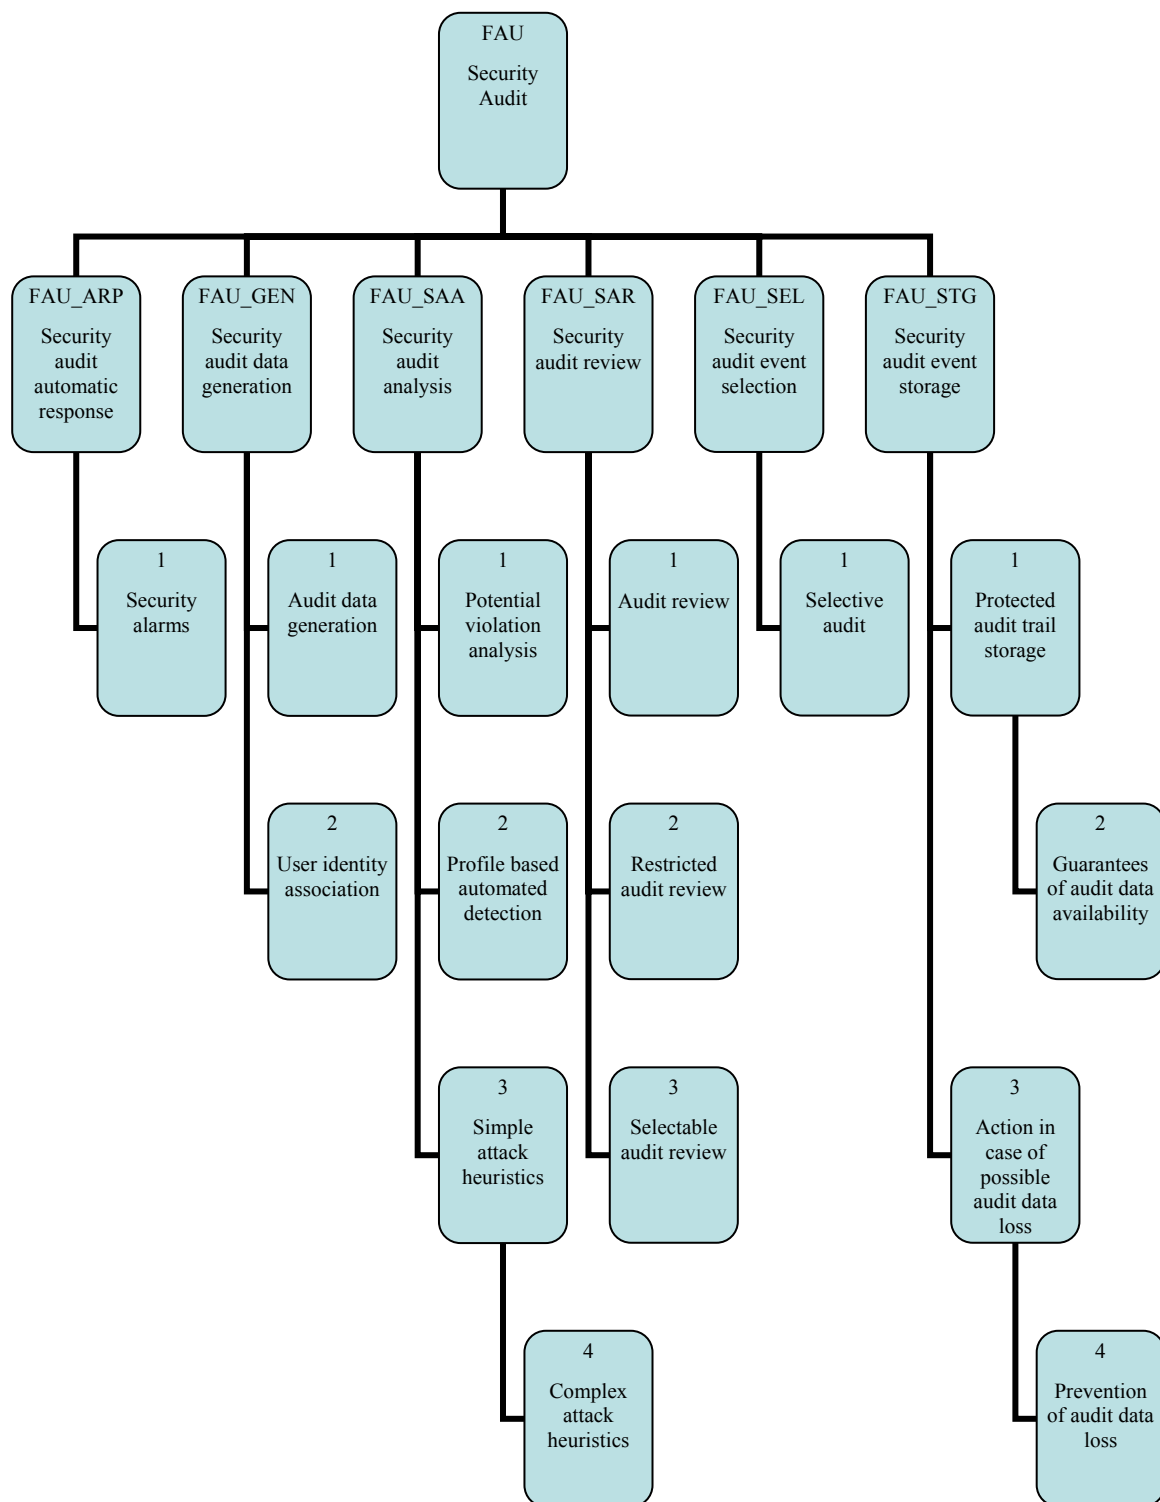 FAU
Security
Audit
FAU_ARP
Security
audit
automatic
response
FAU_GEN
Security
audit data
generation
FAU_SAA
Security
audit
analysis
FAU_SAR
Security
audit review
FAU_SEL
Security
audit event
selection
FAU_STG
Security
audit event
storage
1
Security
alarms
1
Audit data
generation
1
Potential
violation
analysis
1
Audit review
1
Selective
audit
1
Protected
audit trail
storage
2
User identity
association
2
Profile based
automated
detection
2
Restricted
audit review
2
Guarantees
of audit data
availability
3
Simple
attack
heuristics
3
Selectable
audit review
3
Action in
case of
possible
audit data
loss
4
Complex
attack
heuristics
4
Prevention
of audit data
loss